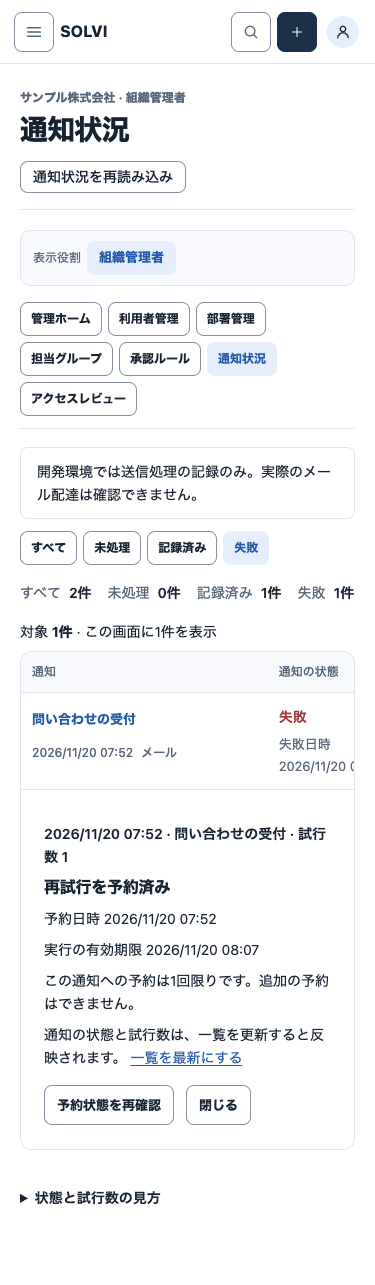 SOLVI
サンプル株式会社 · 組織管理者
通知状況
通知状況を再読み込み
表示役割 組織管理者
管理ホーム 利用者管理 部署管理
担当グループ 承認ルール 通知状況
アクセスレビュー
開発環境では送信処理の記録のみ。実際のメー
ル配達は確認できません。
すべて 未処理 記録済み 失敗
すべて 2件 未処理 0件 記録済み 1件 失敗 1件
対象 1件 · この画面に1件を表示
通知 通知の状態
問い合わせの受付 失敗
失敗日時
2026/11/20 07:52 メール
2026/11/20
2026/11/20 07:52 · 問い合わせの受付 · 試行
数 1
再試行を予約済み
予約日時 2026/11/20 07:52
実行の有効期限 2026/11/20 08:07
この通知への予約は1回限りです。追加の予約
はできません。
通知の状態と試行数は、一覧を更新すると反
映されます。 一覧を最新にする
予約状態を再確認 閉じる
▶ 状態と試行数の見方